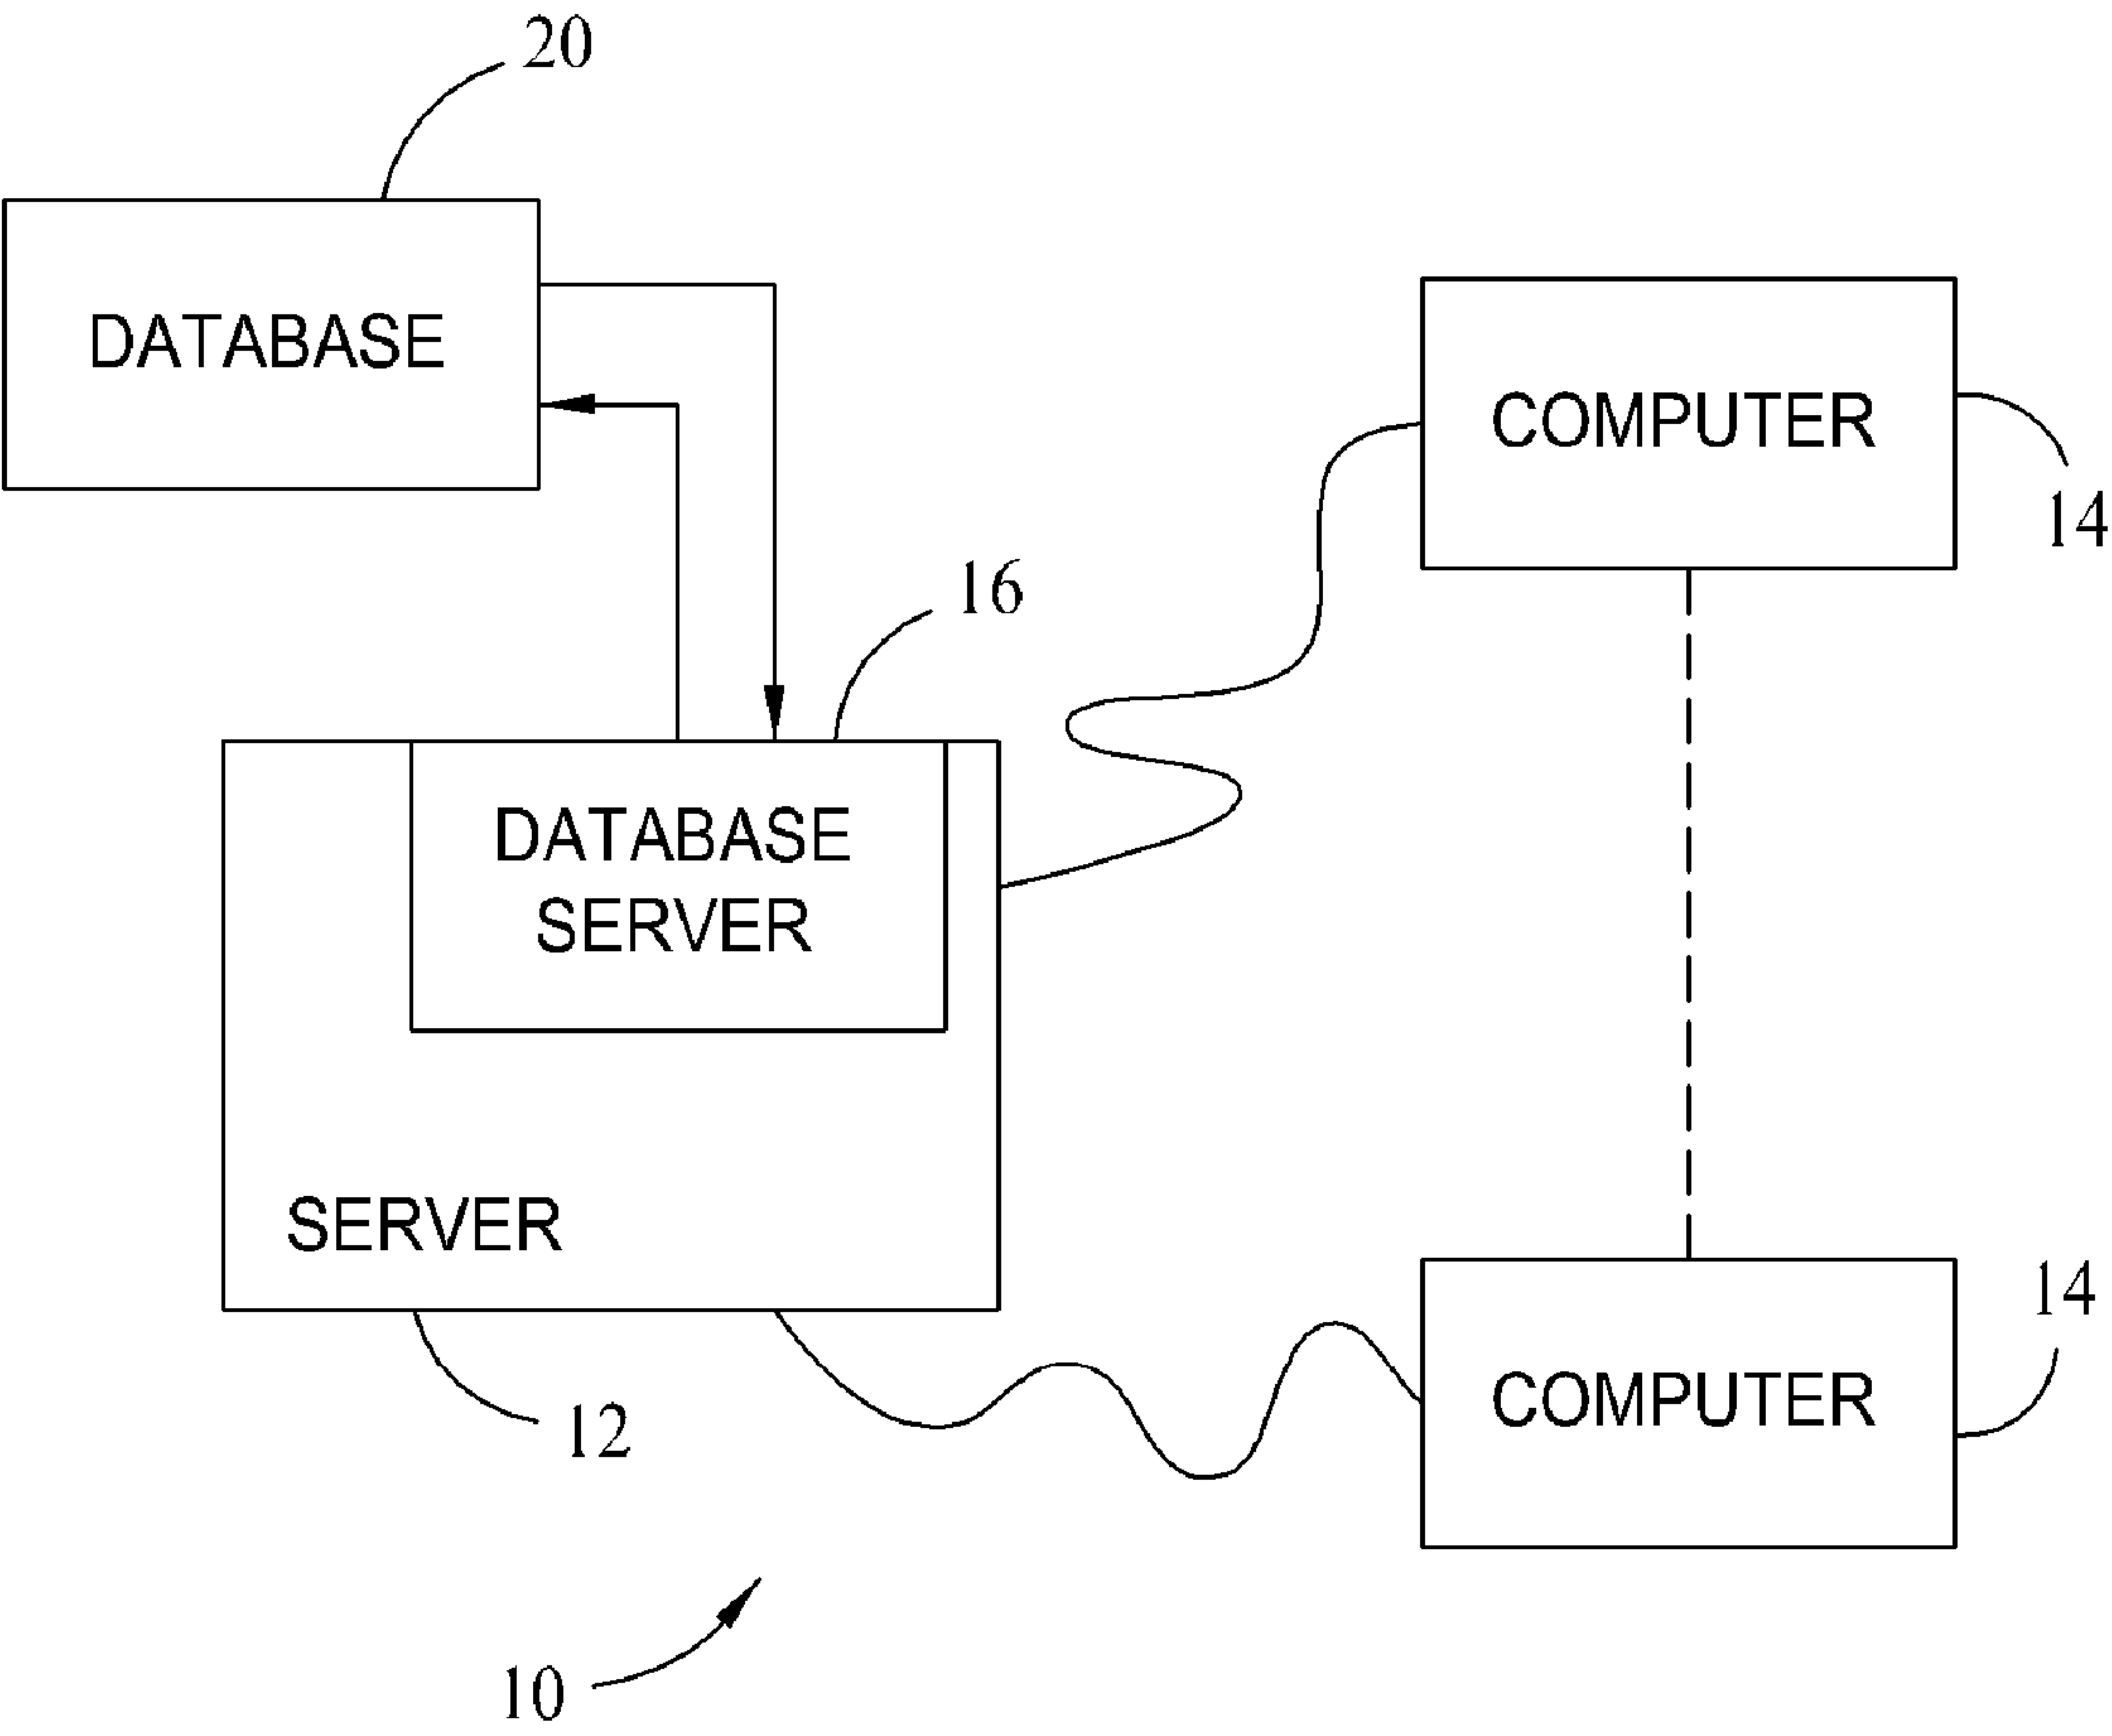 20
DATABASE
COMPUTER
14
16
DATABASE
SERVER
SERVER
14
COMPUTER
12
10